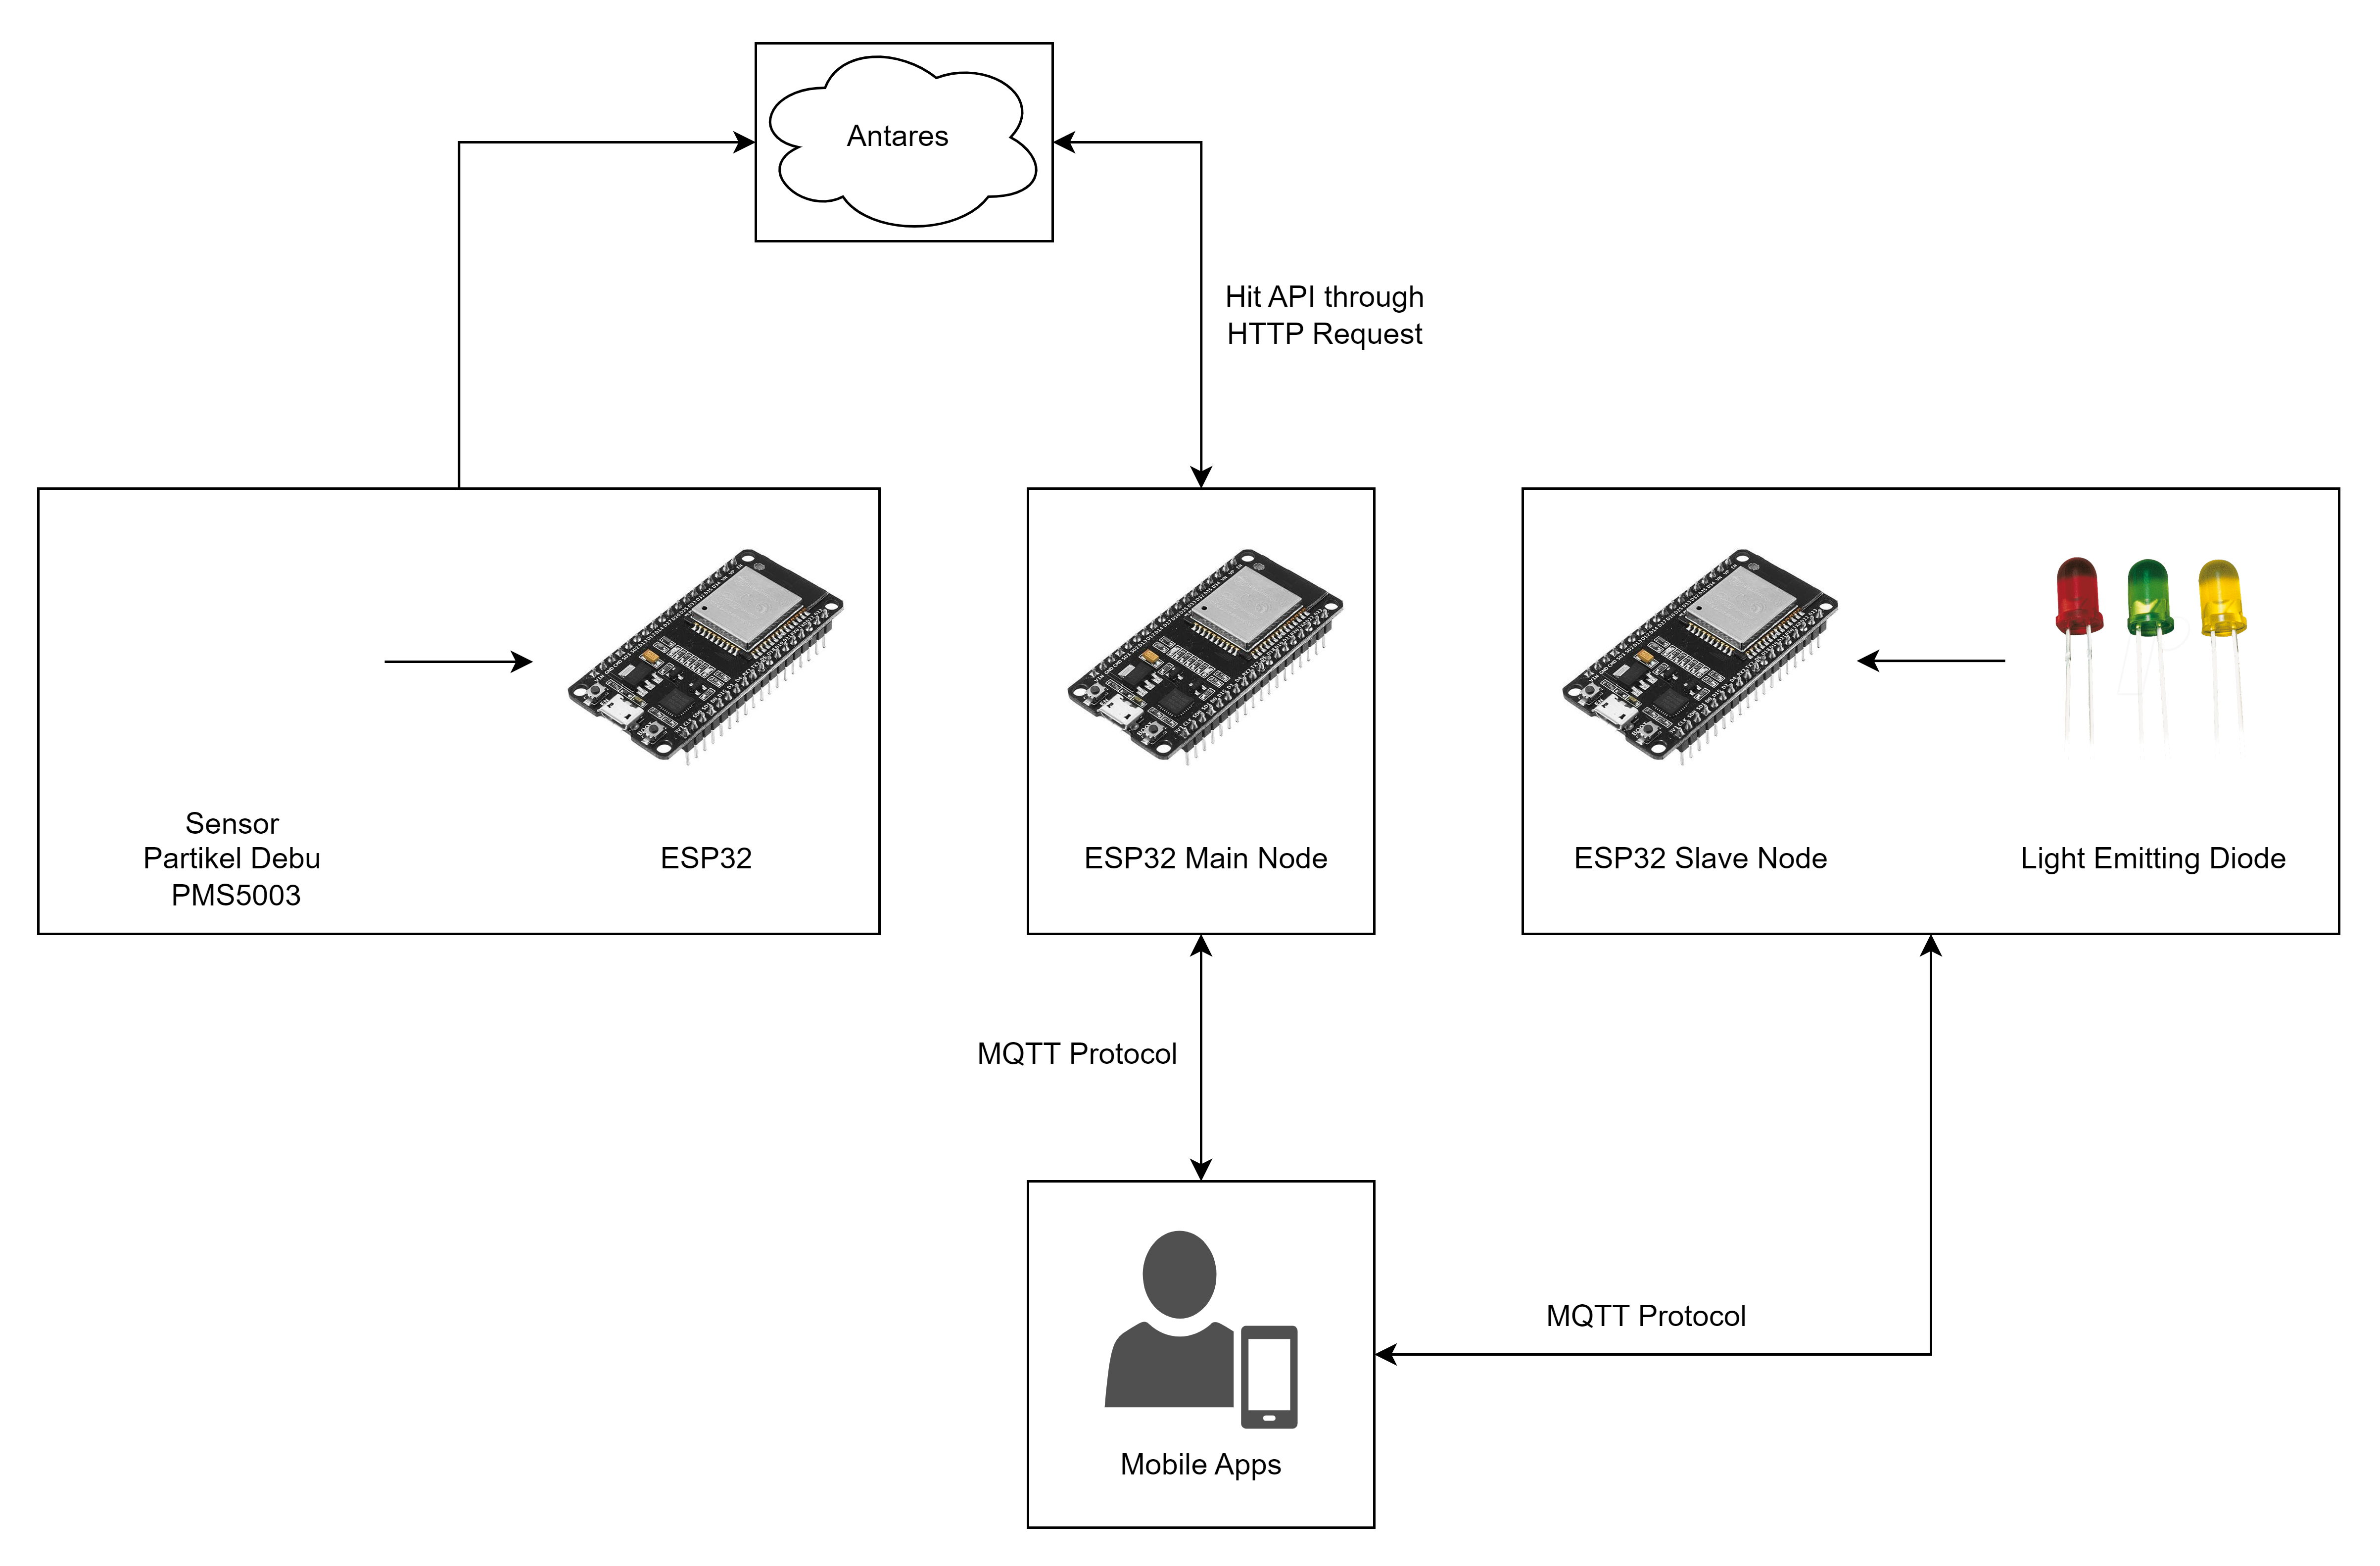 Antares
Hit API through
HTTP Request
Sensor
Partikel Debu
PMS5003
ESP32
ESP32 Main Node
ESP32 Slave Node
Light Emitting Diode
MQTT Protocol
MQTT Protocol
Mobile Apps